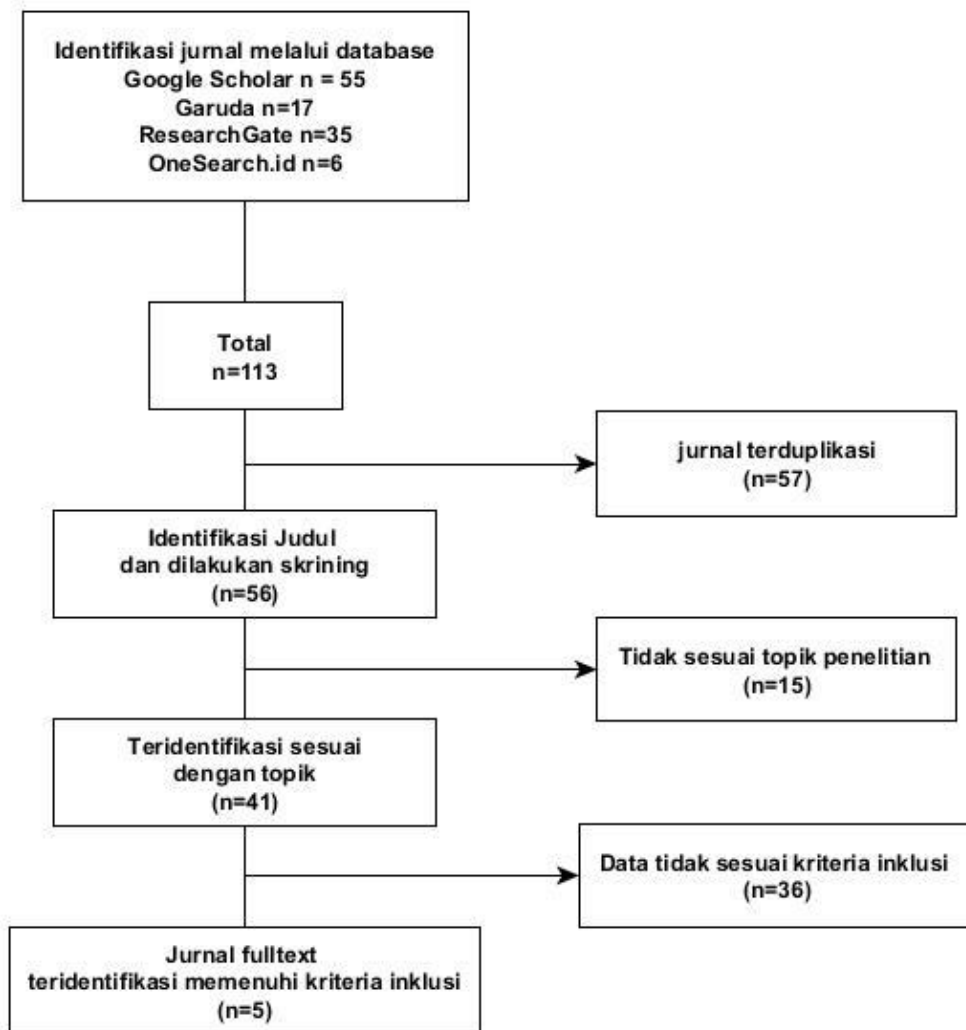 Identifikasi jurnal melalui database
Google Scholar n = 55
Garuda n=17
ResearchGate n=35
OneSearch.id n=6
Total
n=113
jurnal terduplikasi
(n=57)
Identifikasi Judul
dan dilakukan skrining
(n=56)
Tidak sesuai topik penelitian
(n=15)
Teridentifikasi sesuai
dengan topik
(n=41)
Data tidak sesuai kriteria inklusi
(n=36)
Jurnal fulltext
teridentifikasi memenuhi kriteria inklusi
(n=5)